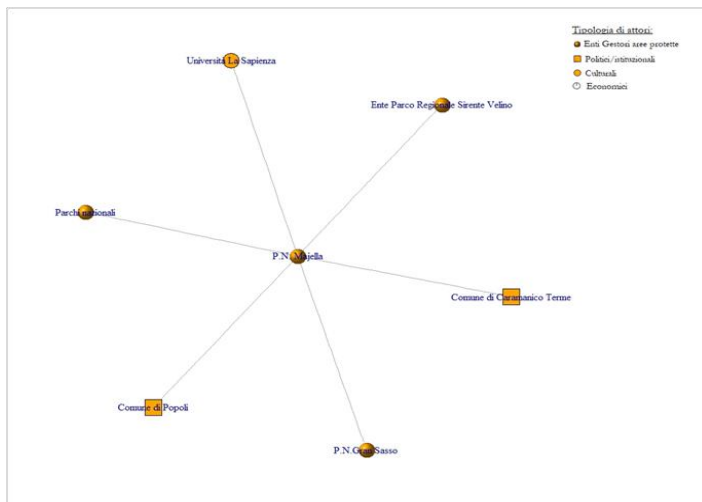 Tipologia di attori:
Enti Gestori aree protette
Politici/istituzionali
Culturali
Economici
Università La Sapienza
Ente Parco Regionale Sirente Velino
Parchi nationali
P.N. Majella
Comune di Caramanico Terme
Comune di Popoli
P.N.Gran Sasso